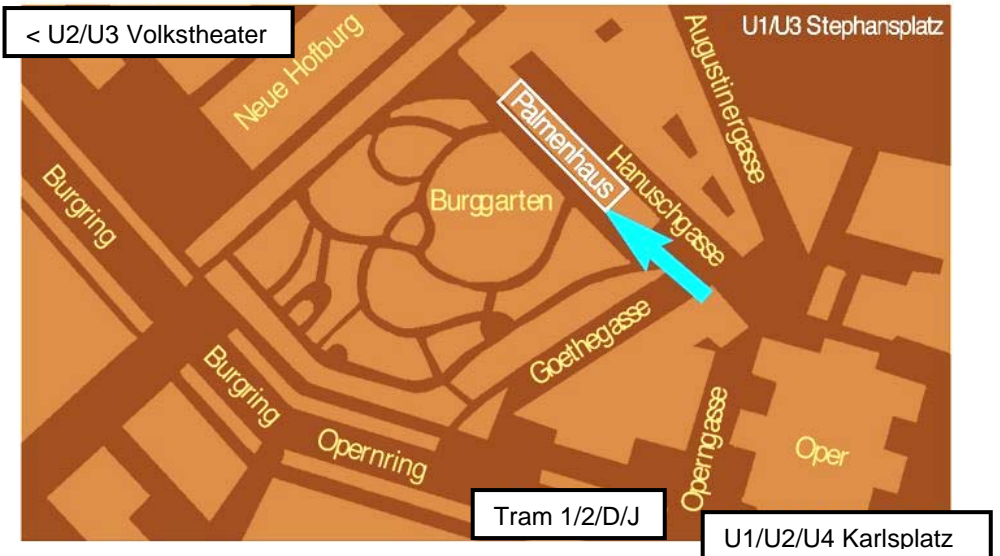 < U2/U3 Volkstheater
U1/U3 Stephansplatz
Neue Hofburg
Augustinergasse
Palmenhaus
Hanuschgasse
Burggarten
Burgring
Goethegasse
Burgring
Opernring
Operngasse
Oper
Tram 1/2/D/J
U1/U2/U4 Karlsplatz